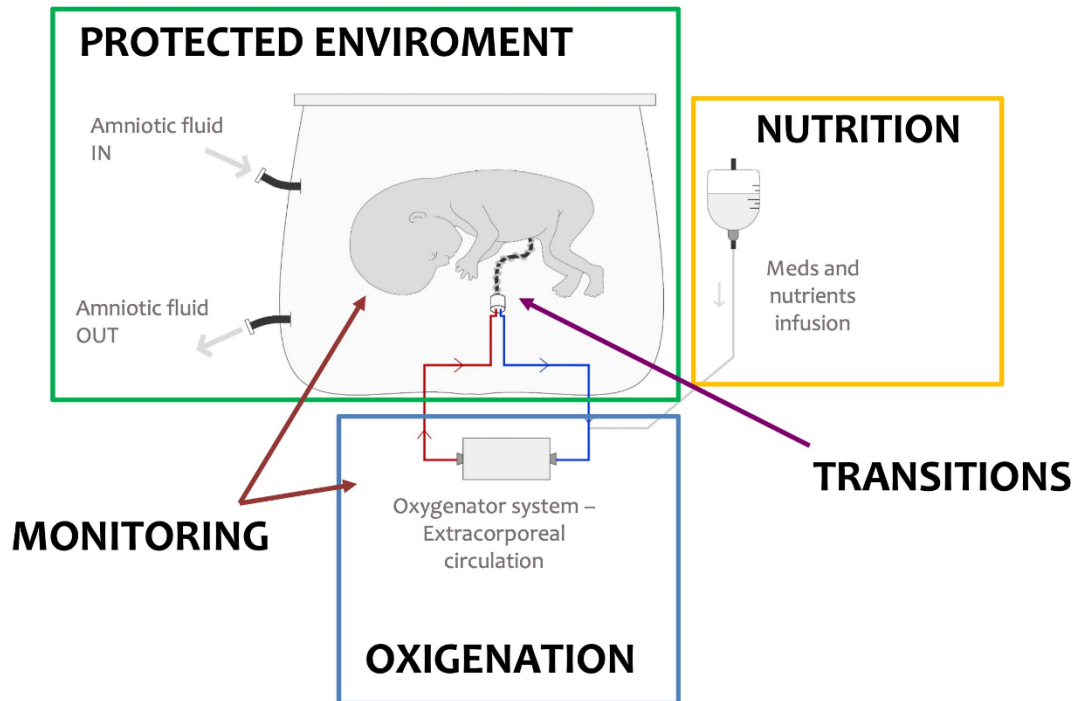 PROTECTED ENVIROMENT
Amniotic fluid
IN
Amniotic fluid
OUT
NUTRITION
Meds and
nutrients
infusion
TRANSITIONS
MONITORING
Oxygenator system –
Extracorporeal
circulation
OXIGENATION